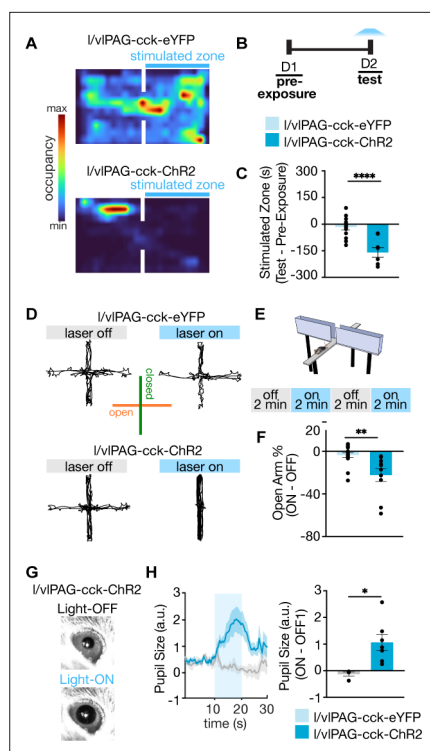 A
l/vlPAG-cck-eYFP
stimulated zone
max
occupancy
min
l/vlPAG-cck-ChR2
stimulated zone
B
D1
pre-
exposure
D2
test
l/vlPAG-cck-eYFP
l/vlPAG-cck-ChR2
C
****
Stimulated Zone (s)
(Test - Pre-Exposure)
300
150
0
-150
-300
D
l/vlPAG-cck-eYFP
laser off
laser on
closed
open
l/vlPAG-cck-ChR2
laser off
laser on
E
off
2 min
on
2 min
off
2 min
on
2 min
F
**
Open Arm %
(ON - OFF)
0
-40
-80
G
l/vlPAG-cck-ChR2
Light-OFF
Light-ON
H
Pupil Size (a.u.)
4
3
2
1
0
-1
10
20
30
time (s)
*
Pupil Size (a.u.)
(ON - OFF1)
3
2
1
0
-1
l/vlPAG-cck-eYFP
l/vlPAG-cck-ChR2